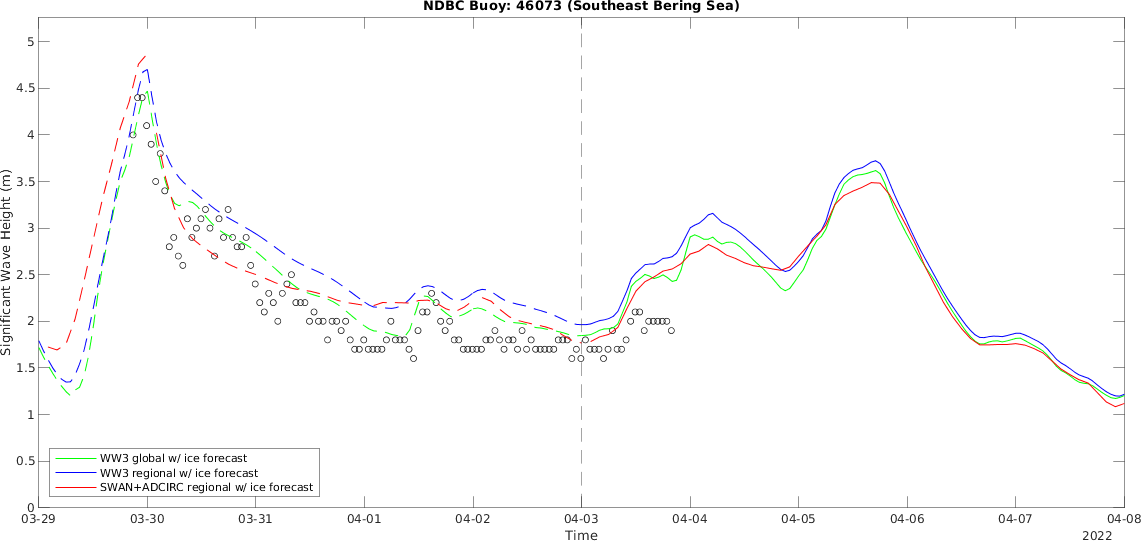 NDBC Buoy: 46073 (Southeast Bering Sea)
Significant Wave Height (m)
5
4.5
4
3.5
3
2.5
2
1.5
1
0.5
0
WW3 global w/ ice forecast
WW3 regional w/ ice forecast
SWAN+ADCIRC regional w/ ice forecast
03-29 03-30 03-31 04-01 04-02 04-03 04-04 04-05 04-06 04-07 04-08
Time
2022